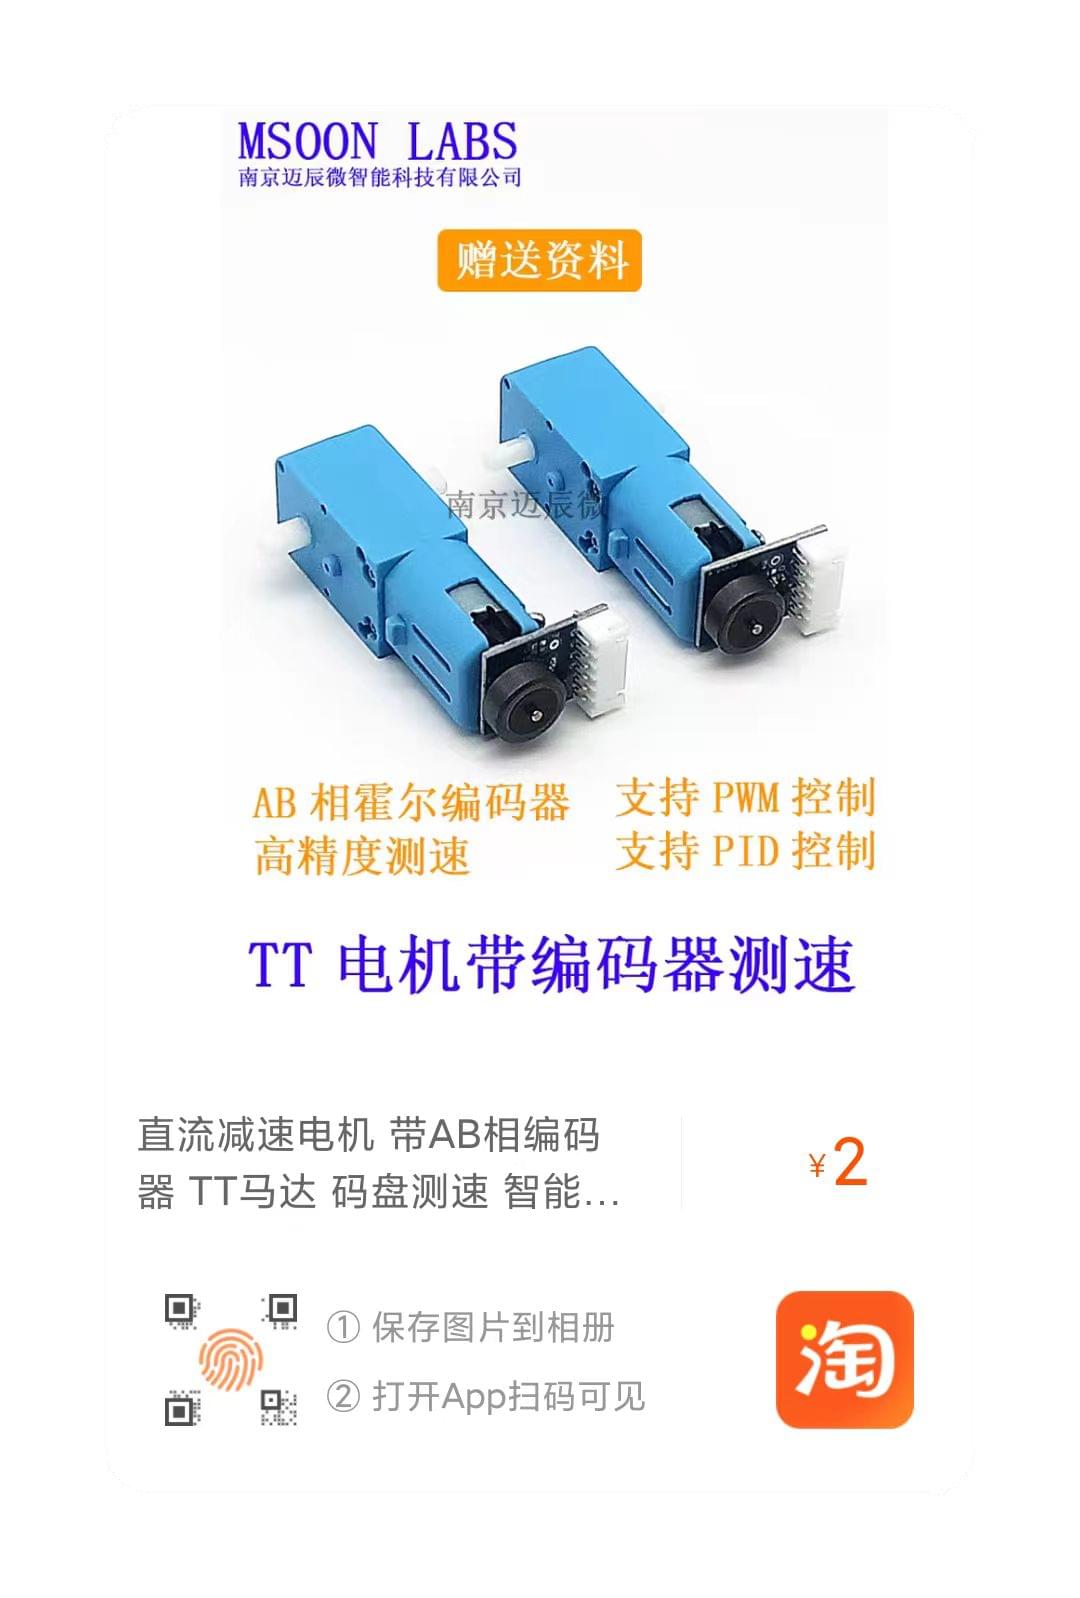 MSOON LABS
南京迈辰微智能科技有限公司
赠送资料
南京迈辰微
AB 相霍尔编码器
高精度测速
支持 PWM 控制
支持 PID 控制
TT 电机带编码器测速
直流减速电机 带AB相编码
器 TT马达 码盘测速 智能...
¥2
① 保存图片到相册
② 打开App扫码可见
淘